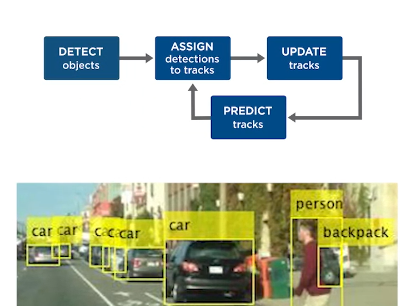 DETECT
objects
ASSIGN
detections
to tracks
UPDATE
tracks
PREDICT
tracks
person
car
car
car
car
backpack